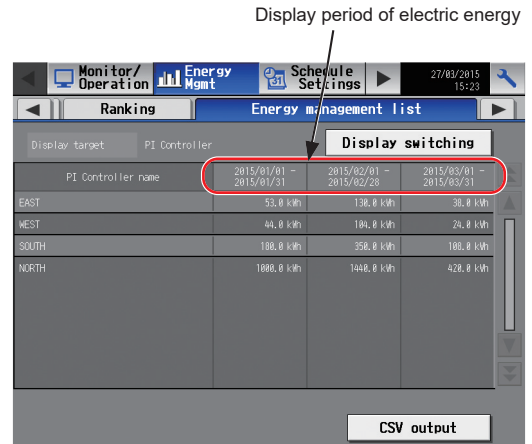 Display period of electric energy
Monitor/ Operation
Energy Mgmt
Schedule Settings
27/03/2015 15:23
Ranking
Energy management list
Display target PI Controller
Display switching
PI Controller name 2015/01/01 - 2015/01/31 2015/02/01 - 2015/02/28 2015/03/01 - 2015/03/31
EAST 53.0 kWh 130.0 kWh 38.0 kWh
WEST 44.0 kWh 104.0 kWh 24.0 kWh
SOUTH 180.0 kWh 350.0 kWh 108.0 kWh
NORTH 1000.0 kWh 1440.0 kWh 420.0 kWh
CSV output